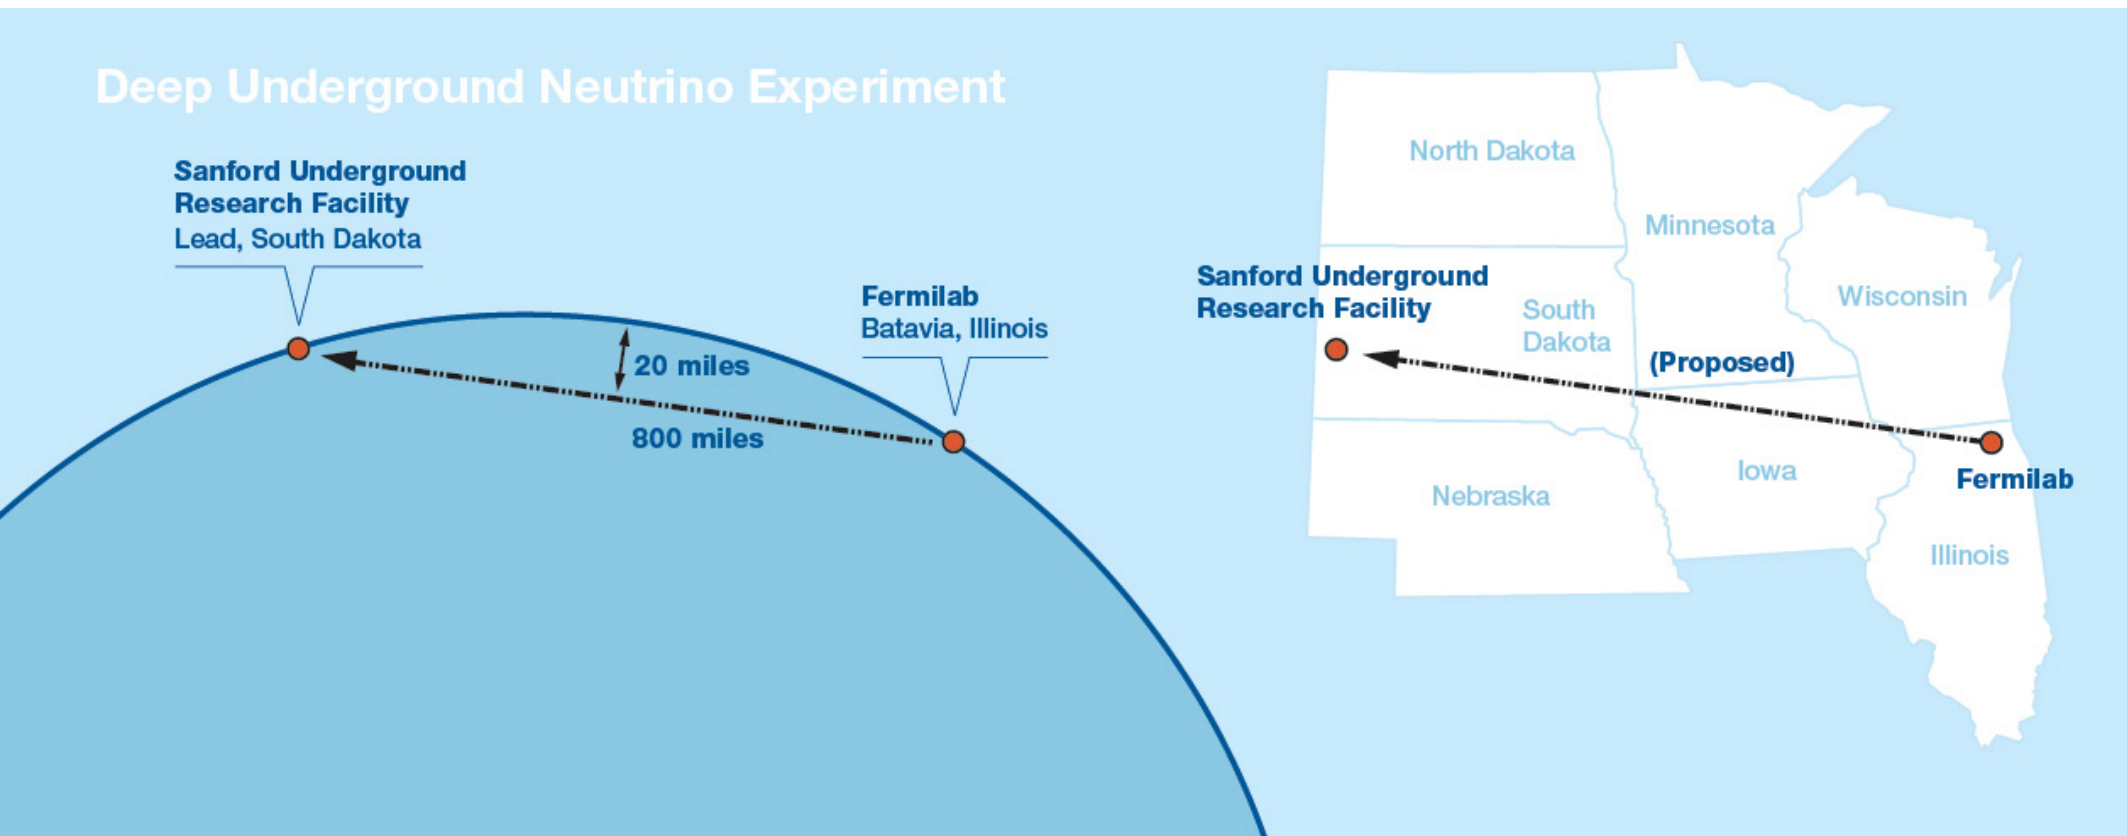 Deep Underground Neutrino Experiment
Sanford Underground
Research Facility
Lead, South Dakota
Fermilab
Batavia, Illinois
20 miles
800 miles
North Dakota
Minnesota
Wisconsin
Sanford Underground
Research Facility
South
Dakota
(Proposed)
Iowa
Fermilab
Nebraska
Illinois